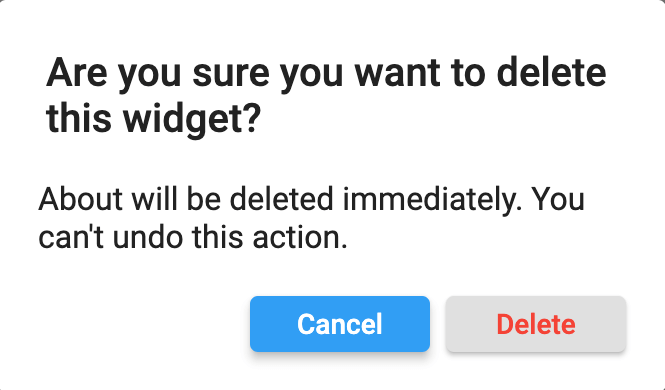 Are you sure you want to delete
this widget?
About will be deleted immediately. You
can't undo this action.
Cancel
Delete